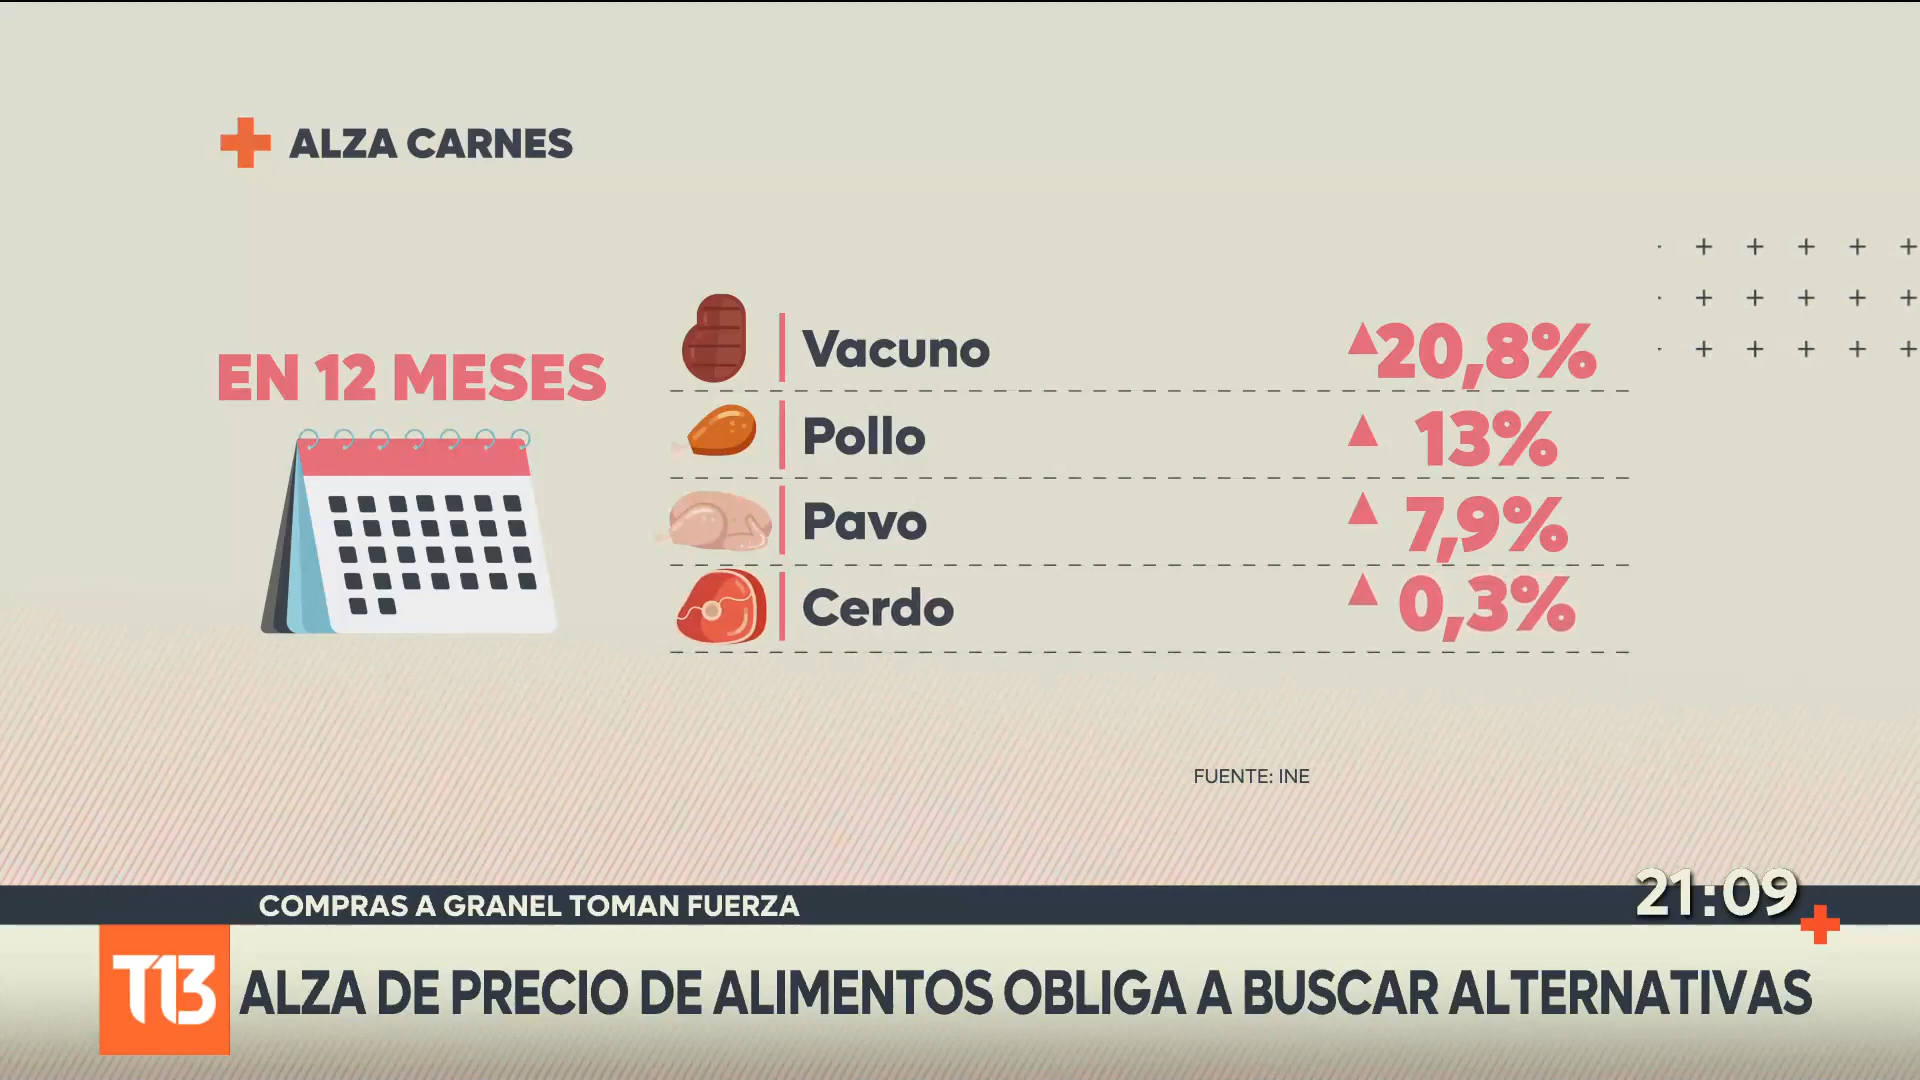 ALZA CARNES
EN 12 MESES
Vacuno ▲20,8%
Pollo ▲ 13%
Pavo ▲ 7,9%
Cerdo ▲ 0,3%
FUENTE: INE
COMPRAS A GRANEL TOMAN FUERZA
21:09
T13
ALZA DE PRECIO DE ALIMENTOS OBLIGA A BUSCAR ALTERNATIVAS